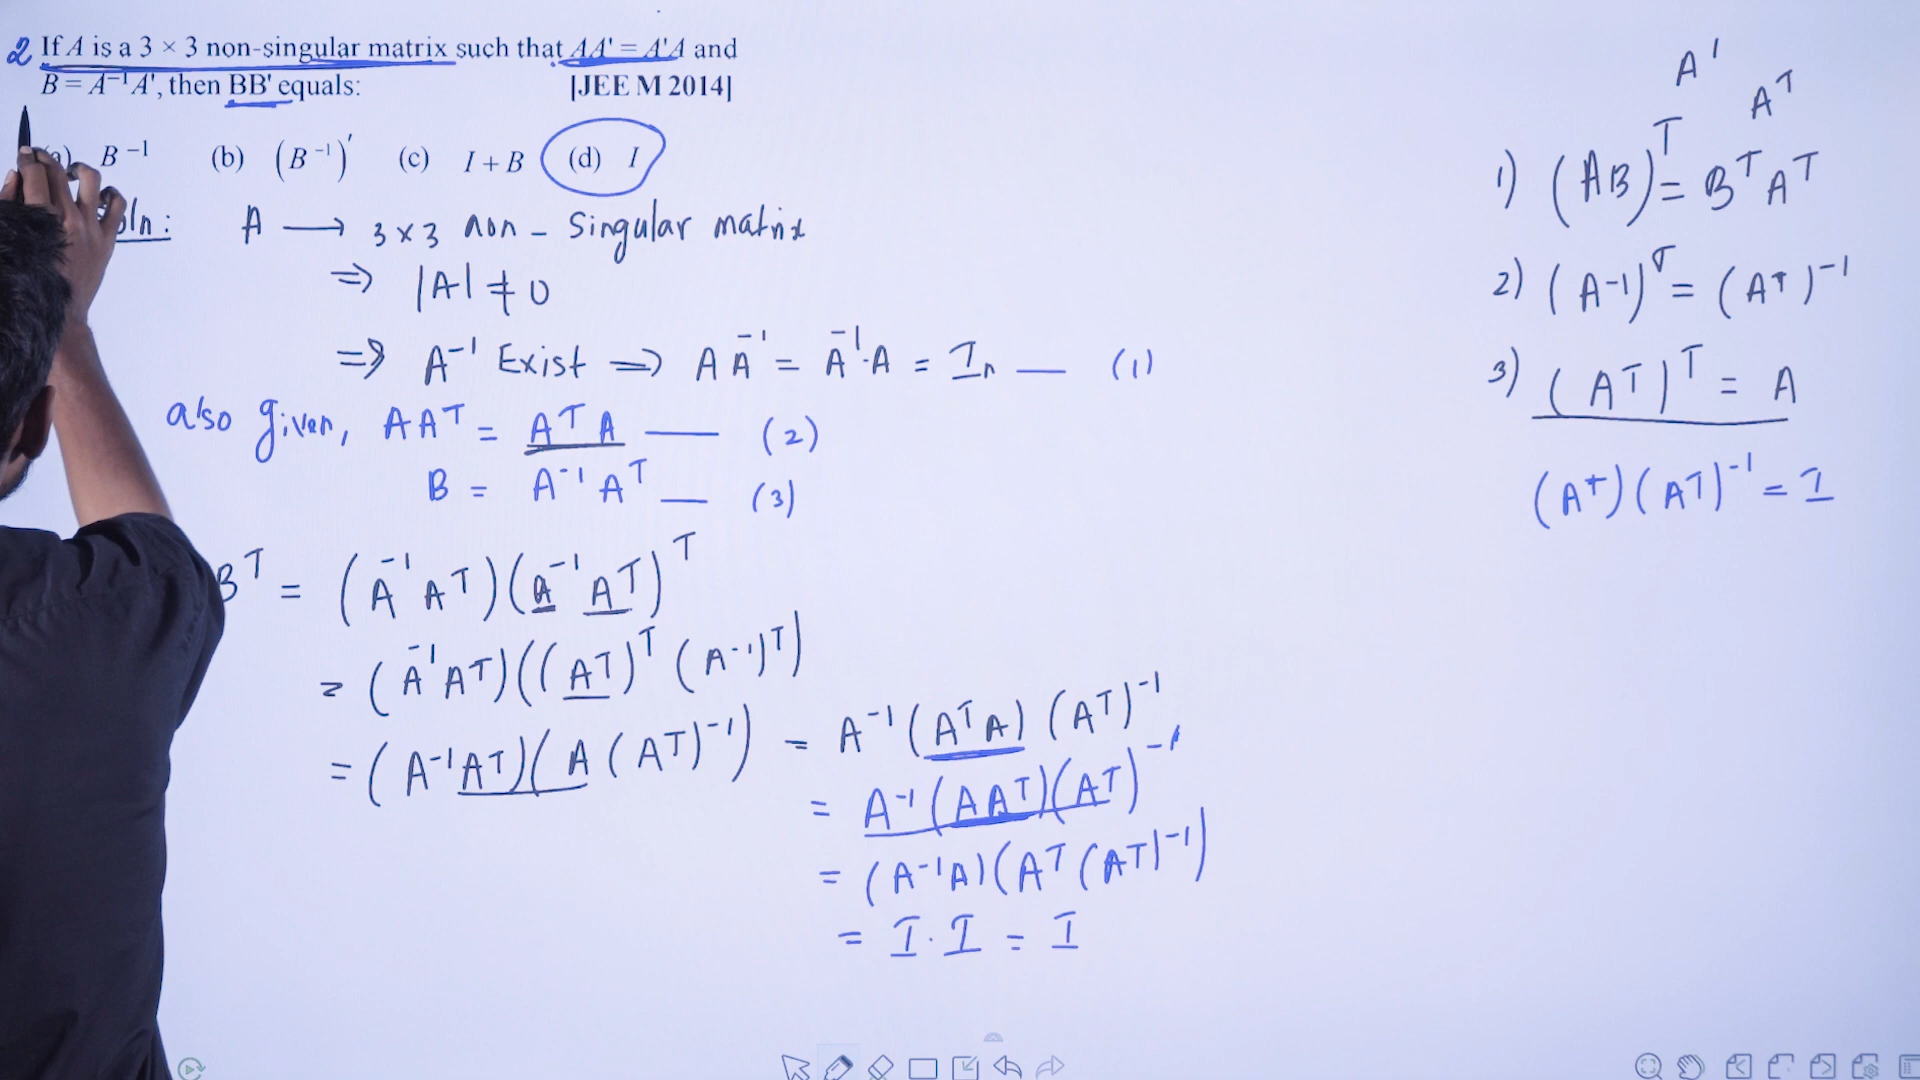 2 If A is a 3 × 3 non-singular matrix such that AA' = A'A and
B = A⁻¹A', then BB' equals: [JEE M 2014]
B⁻¹ (b) (B⁻¹)' (c) I + B (d) I
oln: A → 3×3 non - Singular matrix
⇒ |A| ≠ 0
⇒ A⁻¹ Exist ⇒ A A⁻¹ = A⁻¹·A = Iₙ — (1)
also given, AAᵀ = AᵀA — (2)
B = A⁻¹Aᵀ — (3)
Bᵀ = (A⁻¹Aᵀ)(A⁻¹Aᵀ)ᵀ
= (A⁻¹Aᵀ)((Aᵀ)ᵀ(A⁻¹)ᵀ)
= (A⁻¹Aᵀ)(A(Aᵀ)⁻¹) = A⁻¹(AᵀA)(Aᵀ)⁻¹
= A⁻¹(AAᵀ)(Aᵀ)⁻¹
= (A⁻¹A)(Aᵀ(Aᵀ)⁻¹)
= I·I = I
A'
Aᵀ
1) (AB)ᵀ = BᵀAᵀ
2) (A⁻¹)ᵀ = (Aᵀ)⁻¹
3) (Aᵀ)ᵀ = A
(Aᵀ)(Aᵀ)⁻¹ = I